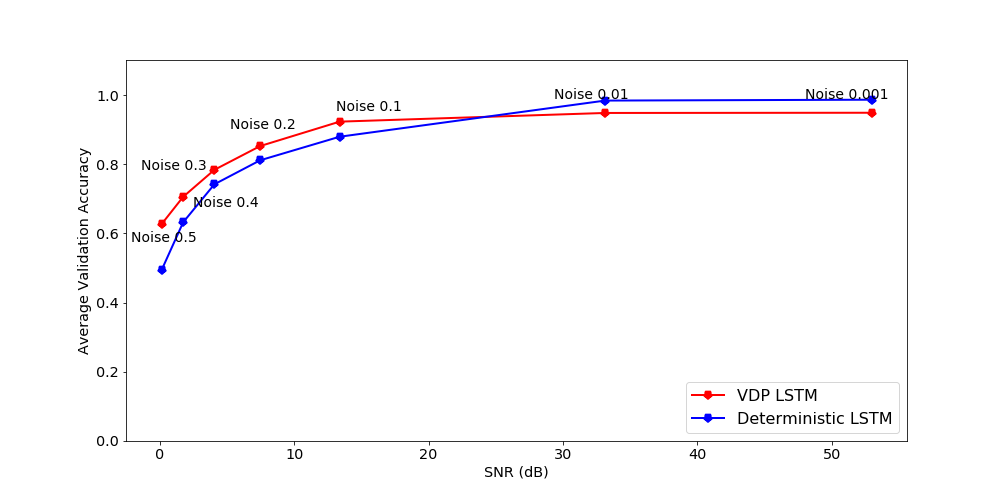 1.0
0.8
0.6
0.4
0.2
0.0
Average Validation Accuracy
Noise 0.01
Noise 0.001
Noise 0.1
Noise 0.2
Noise 0.3
Noise 0.4
Noise 0.5
VDP LSTM
Deterministic LSTM
0
10
20
30
40
50
SNR (dB)